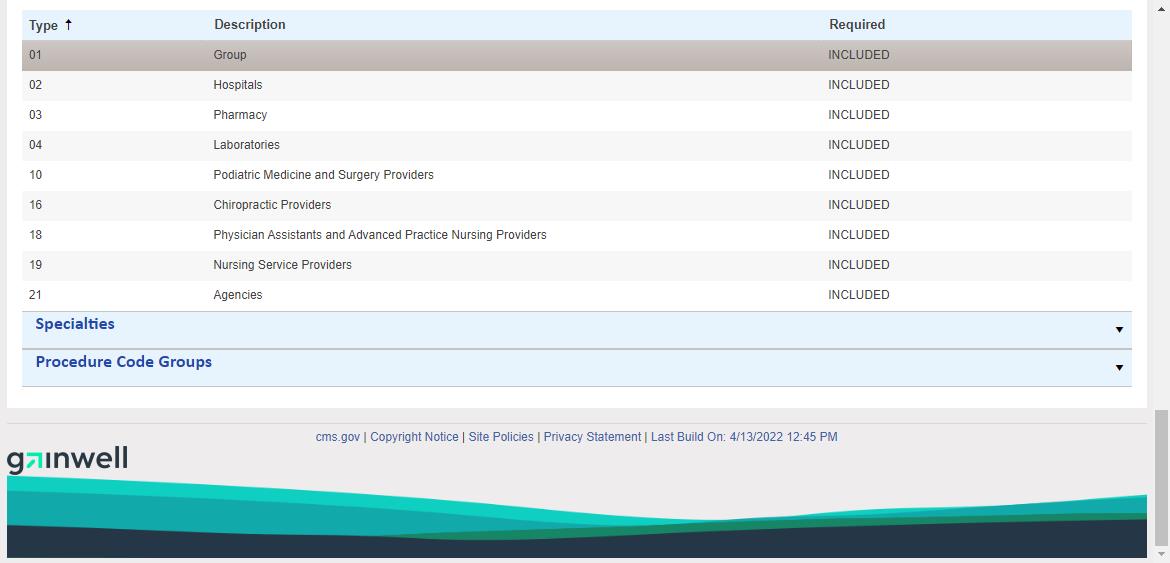 Type ↑ Description Required
01 Group INCLUDED
02 Hospitals INCLUDED
03 Pharmacy INCLUDED
04 Laboratories INCLUDED
10 Podiatric Medicine and Surgery Providers INCLUDED
16 Chiropractic Providers INCLUDED
18 Physician Assistants and Advanced Practice Nursing Providers INCLUDED
19 Nursing Service Providers INCLUDED
21 Agencies INCLUDED
Specialties
Procedure Code Groups
cms.gov | Copyright Notice | Site Policies | Privacy Statement | Last Build On: 4/13/2022 12:45 PM
gainwell